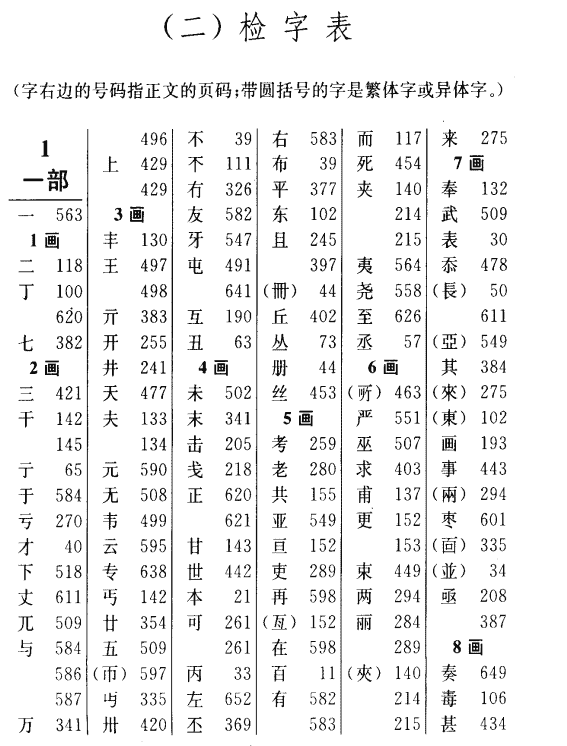 (二)检字表
(字右边的号码指正文的页码;带圆括号的字是繁体字或异体字。)
1
一部
一 563
1画
二 118
丁 100
620
七 382
2画
三 421
干 142
145
亍 65
于 584
亏 270
才 40
下 518
丈 611
兀 509
与 584
586
587
万 341
496
上 429
429
3画
丰 130
王 497
498
亓 383
开 255
井 241
天 477
夫 133
134
元 590
无 508
韦 499
云 595
专 638
丐 142
廿 354
五 509
(帀) 597
丏 335
卅 420
不 39
不 111
冇 326
友 582
牙 547
屯 491
641
互 190
丑 63
4画
未 502
末 341
击 205
戋 218
正 620
621
甘 143
世 442
本 21
可 261
261
丙 33
左 652
丕 369
右 583
布 39
平 377
东 102
且 245
397
(冊) 44
丘 402
丛 73
册 44
丝 453
5画
考 259
老 280
共 155
亚 549
亘 152
吏 289
再 598
(亙) 152
在 598
百 11
有 582
583
而 117
死 454
夹 140
214
215
夷 564
尧 558
至 626
丞 57
6画
(所) 463
严 551
巫 507
求 403
甫 137
更 152
153
束 449
两 294
丽 284
289
(夾) 140
214
215
来 275
7画
奉 132
武 509
表 30
忝 478
(長) 50
611
(亞) 549
其 384
(來) 275
(東) 102
画 193
事 443
(兩) 294
枣 601
(靣) 335
(並) 34
亟 208
387
8画
奏 649
毒 106
甚 434